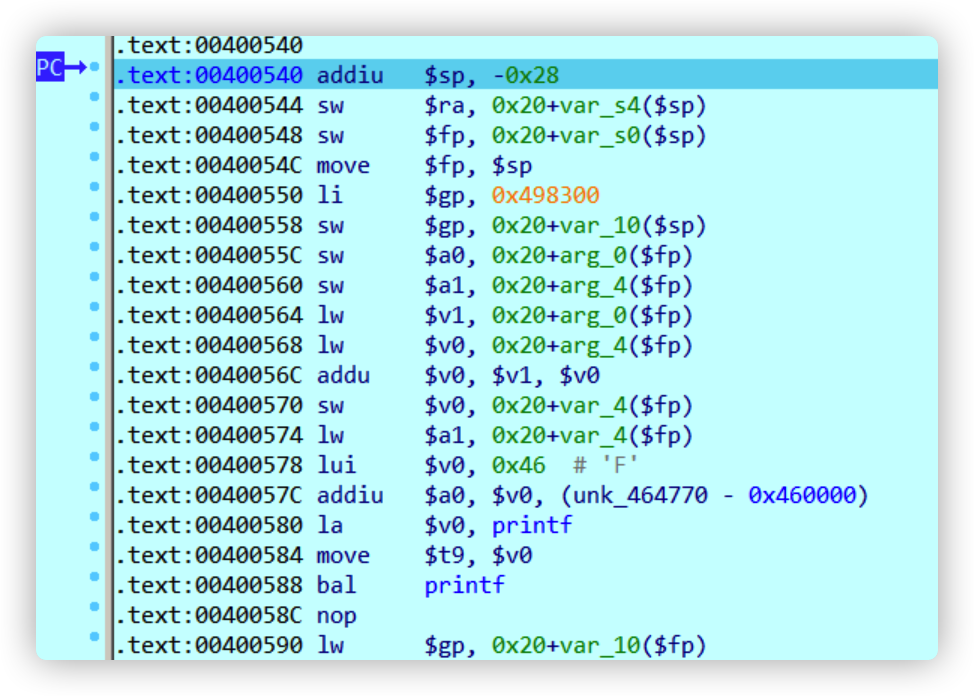 .text:00400540
PC .text:00400540 addiu $sp, -0x28
.text:00400544 sw $ra, 0x20+var_s4($sp)
.text:00400548 sw $fp, 0x20+var_s0($sp)
.text:0040054C move $fp, $sp
.text:00400550 li $gp, 0x498300
.text:00400558 sw $gp, 0x20+var_10($sp)
.text:0040055C sw $a0, 0x20+arg_0($fp)
.text:00400560 sw $a1, 0x20+arg_4($fp)
.text:00400564 lw $v1, 0x20+arg_0($fp)
.text:00400568 lw $v0, 0x20+arg_4($fp)
.text:0040056C addu $v0, $v1, $v0
.text:00400570 sw $v0, 0x20+var_4($fp)
.text:00400574 lw $a1, 0x20+var_4($fp)
.text:00400578 lui $v0, 0x46 # 'F'
.text:0040057C addiu $a0, $v0, (unk_464770 - 0x460000)
.text:00400580 la $v0, printf
.text:00400584 move $t9, $v0
.text:00400588 bal printf
.text:0040058C nop
.text:00400590 lw $gp, 0x20+var_10($fp)